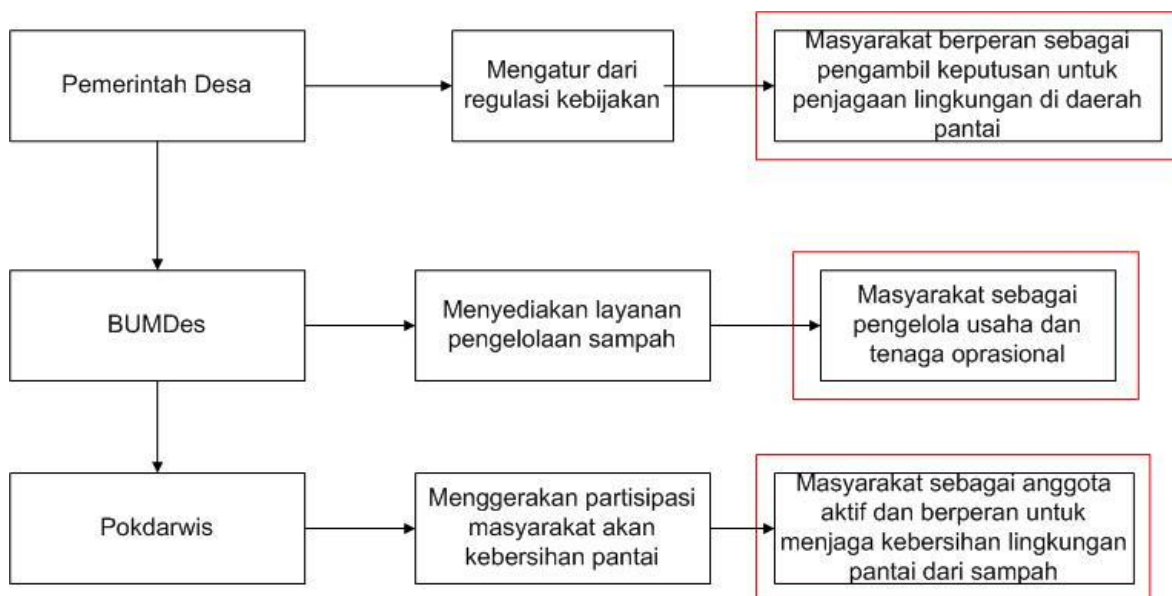 Pemerintah Desa
Mengatur dari
regulasi kebijakan
Masyarakat berperan sebagai
pengambil keputusan untuk
penjagaan lingkungan di daerah
pantai
BUMDes
Menyediakan layanan
pengelolaan sampah
Masyarakat sebagai
pengelola usaha dan
tenaga oprasional
Pokdarwis
Menggerakan partisipasi
masyarakat akan
kebersihan pantai
Masyarakat sebagai anggota
aktif dan berperan untuk
menjaga kebersihan lingkungan
pantai dari sampah